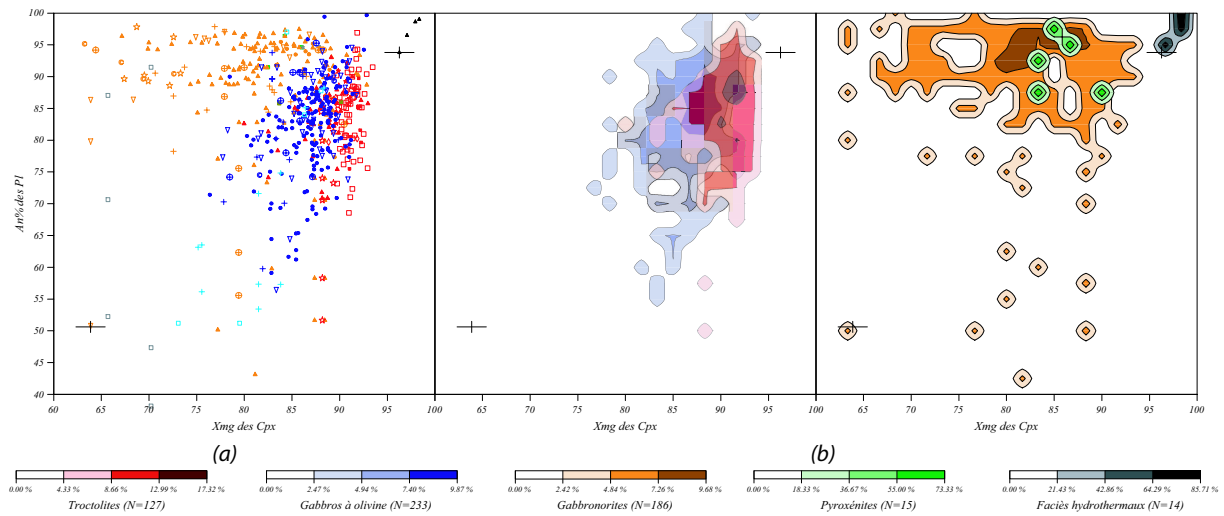 100
95
90
85
80
75
70
65
60
55
50
45
40
An% des Pl
60 65 70 75 80 85 90 95 100
80 85 90 95 100
65 70 75 80 85 90 95 100
Xmg des Cpx Xmg des Cpx Xmg des Cpx
(a) (b)
0.00 % 4.33 % 8.66 % 12.99 % 17.32 %
Troctolites (N=127)
0.00 % 2.47 % 4.94 % 7.40 % 9.87 %
Gabbros à olivine (N=233)
0.00 % 2.42 % 4.84 % 7.26 % 9.68 %
Gabbronorites (N=186)
0.00 % 18.33 % 36.67 % 55.00 % 73.33 %
Pyroxénites (N=15)
0.00 % 21.43 % 42.86 % 64.29 % 85.71 %
Faciès hydrothermaux (N=14)